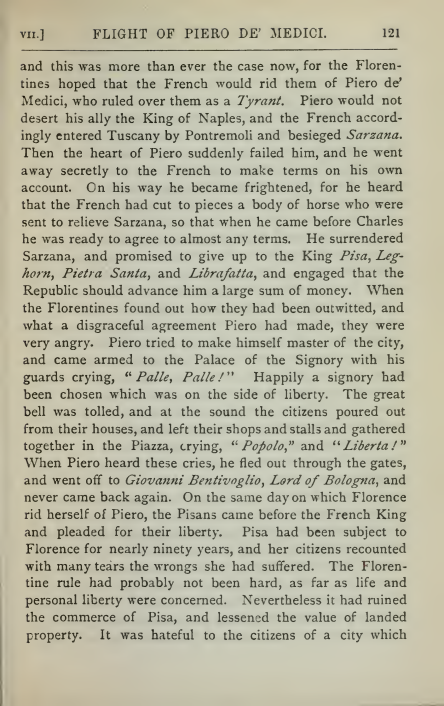 VII.] FLIGHT OF PIERO DE' MEDICI. 121
and this was more than ever the case now, for the Floren-
tines hoped that the French would rid them of Piero de'
Medici, who ruled over them as a Tyrant. Piero would not
desert his ally the King of Naples, and the French accord-
ingly entered Tuscany by Pontremoli and besieged Sarzana.
Then the heart of Piero suddenly failed him, and he went
away secretly to the French to make terms on his own
account. On his way he became frightened, for he heard
that the French had cut to pieces a body of horse who were
sent to relieve Sarzana, so that when he came before Charles
he was ready to agree to almost any terms. He surrendered
Sarzana, and promised to give up to the King Pisa, Leg-
horn, Pietra Santa, and Librafatta, and engaged that the
Republic should advance him a large sum of money. When
the Florentines found out how they had been outwitted, and
what a disgraceful agreement Piero had made, they were
very angry. Piero tried to make himself master of the city,
and came armed to the Palace of the Signory with his
guards crying, "Palle, Palle!" Happily a signory had
been chosen which was on the side of liberty. The great
bell was tolled, and at the sound the citizens poured out
from their houses, and left their shops and stalls and gathered
together in the Piazza, crying, "Popolo," and "Liberta!"
When Piero heard these cries, he fled out through the gates,
and went off to Giovanni Bentivoglio, Lord of Bologna, and
never came back again. On the same day on which Florence
rid herself of Piero, the Pisans came before the French King
and pleaded for their liberty. Pisa had been subject to
Florence for nearly ninety years, and her citizens recounted
with many tears the wrongs she had suffered. The Floren-
tine rule had probably not been hard, as far as life and
personal liberty were concerned. Nevertheless it had ruined
the commerce of Pisa, and lessened the value of landed
property. It was hateful to the citizens of a city which